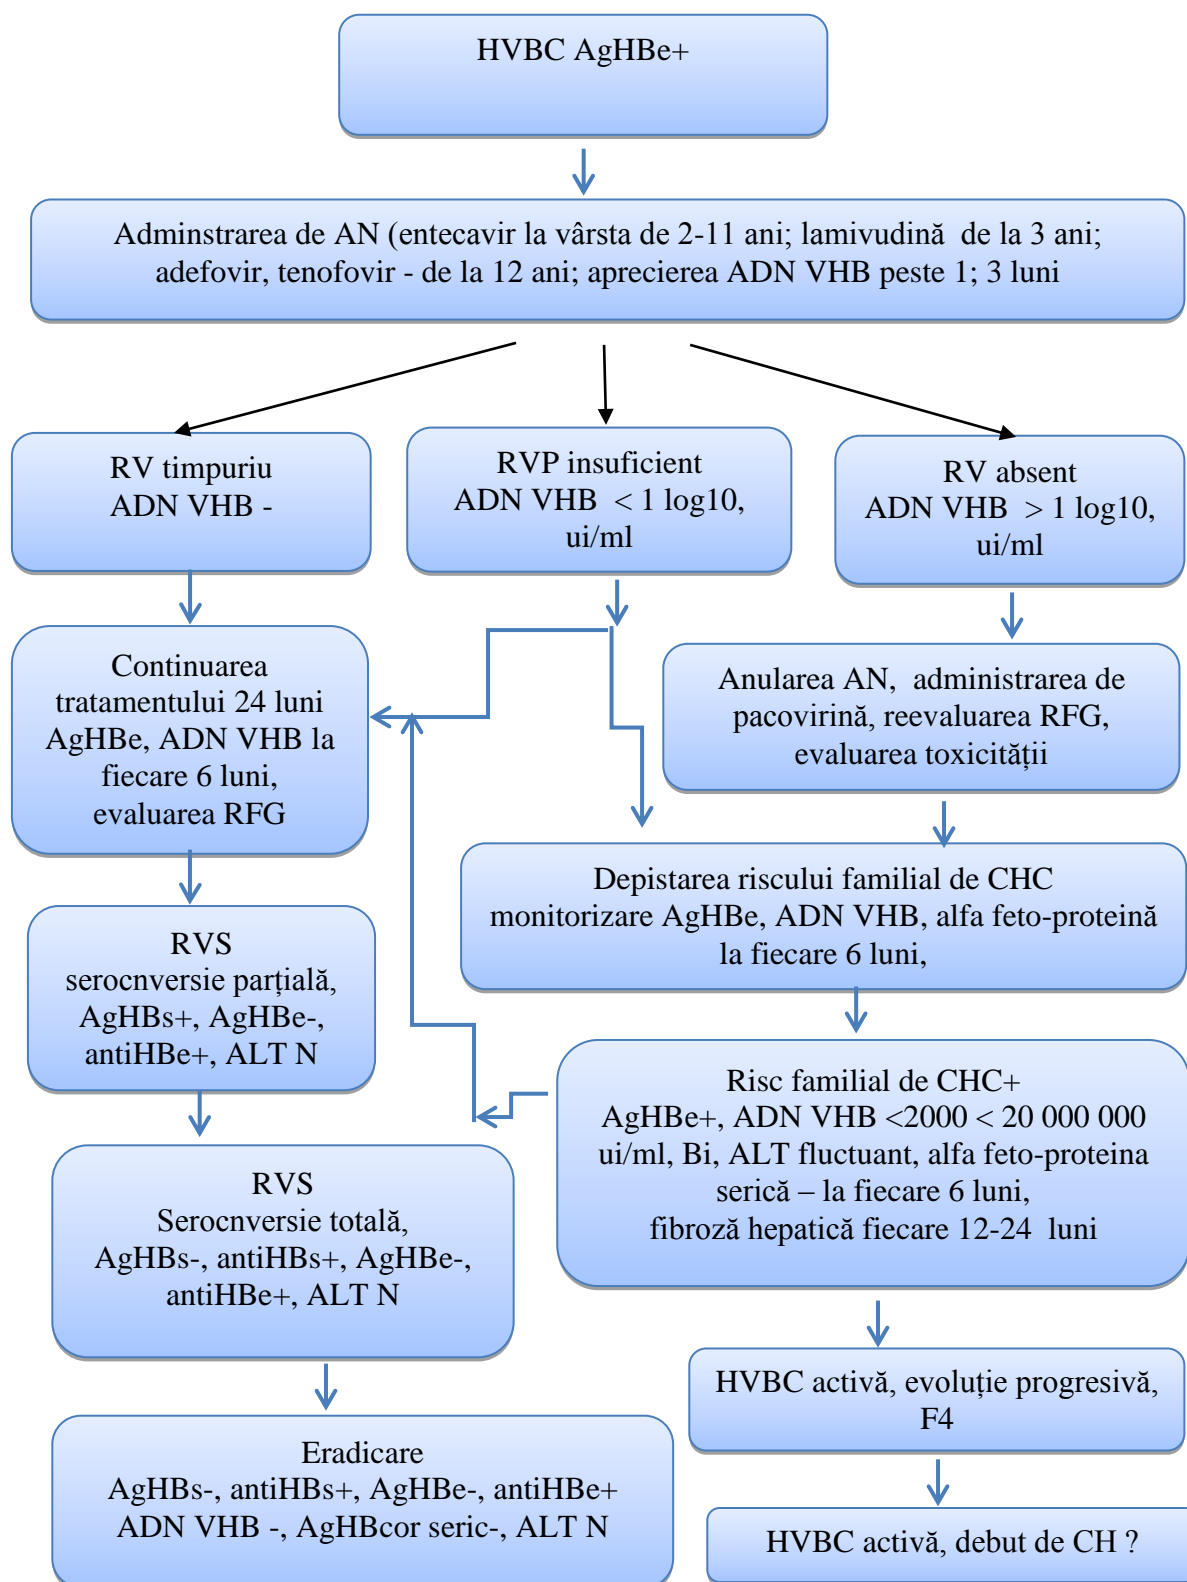 HVBC AgHBe+
Adminstrarea de AN (entecavir la vârsta de 2-11 ani; lamivudină de la 3 ani;
adefovir, tenofovir - de la 12 ani; aprecierea ADN VHB peste 1; 3 luni
RV timpuriu
ADN VHB -
RVP insuficient
ADN VHB < 1 log10,
ui/ml
RV absent
ADN VHB > 1 log10,
ui/ml
Continuarea
tratamentului 24 luni
AgHBe, ADN VHB la
fiecare 6 luni,
evaluarea RFG
Anularea AN, administrarea de
pacovirină, reevaluarea RFG,
evaluarea toxicității
Depistarea riscului familial de CHC
monitorizare AgHBe, ADN VHB, alfa feto-proteină
la fiecare 6 luni,
RVS
serocnversie parțială,
AgHBs+, AgHBe-,
antiHBe+, ALT N
Risc familial de CHC+
AgHBe+, ADN VHB <2000 < 20 000 000
ui/ml, Bi, ALT fluctuant, alfa feto-proteina
serică – la fiecare 6 luni,
fibroză hepatică fiecare 12-24 luni
RVS
Serocnversie totală,
AgHBs-, antiHBs+, AgHBe-,
antiHBe+, ALT N
HVBC activă, evoluție progresivă,
F4
Eradicare
AgHBs-, antiHBs+, AgHBe-, antiHBe+
ADN VHB -, AgHBcor seric-, ALT N
HVBC activă, debut de CH ?